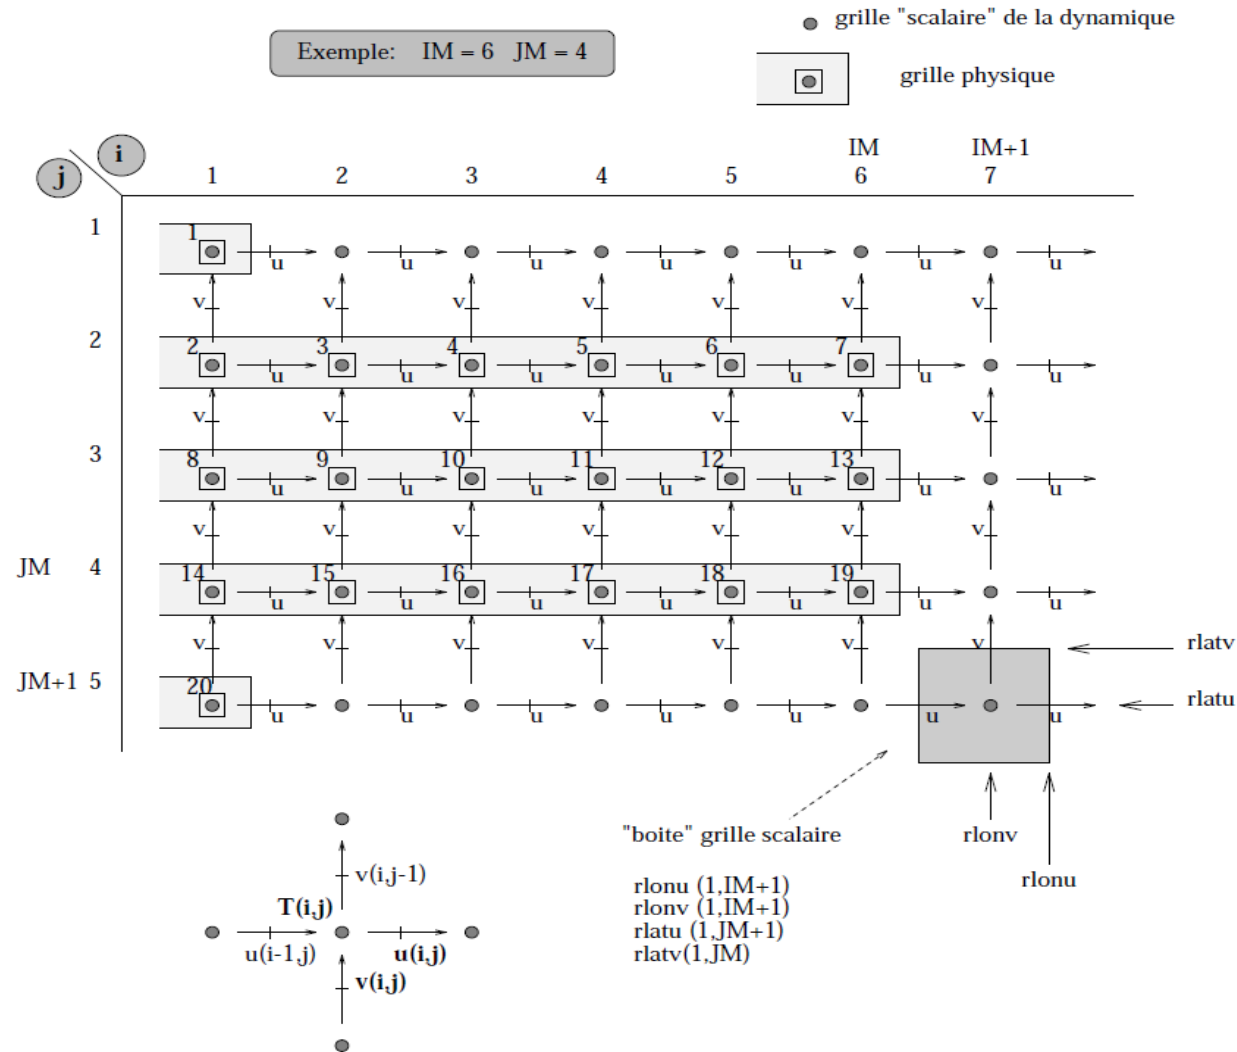 grille "scalaire" de la dynamique
Exemple: IM = 6 JM = 4
grille physique
i
j
IM IM+1
1 2 3 4 5 6 7
1
1
u u u u u u u
v v v v v v v
2
2 3 4 5 6 7
u u u u u u u
v v v v v v v
3
8 9 10 11 12 13
u u u u u u u
v v v v v v v
JM 4
14 15 16 17 18 19
u u u u u u u
v v v v v v v
rlatv
JM+1 5
20
rlatu
u u u u u u u
"boite" grille scalaire
rlonv
rlonu
rlonu (1,IM+1)
rlonv (1,IM+1)
rlatu (1,JM+1)
rlatv(1,JM)
v(i,j-1)
T(i,j)
u(i-1,j) u(i,j)
v(i,j)